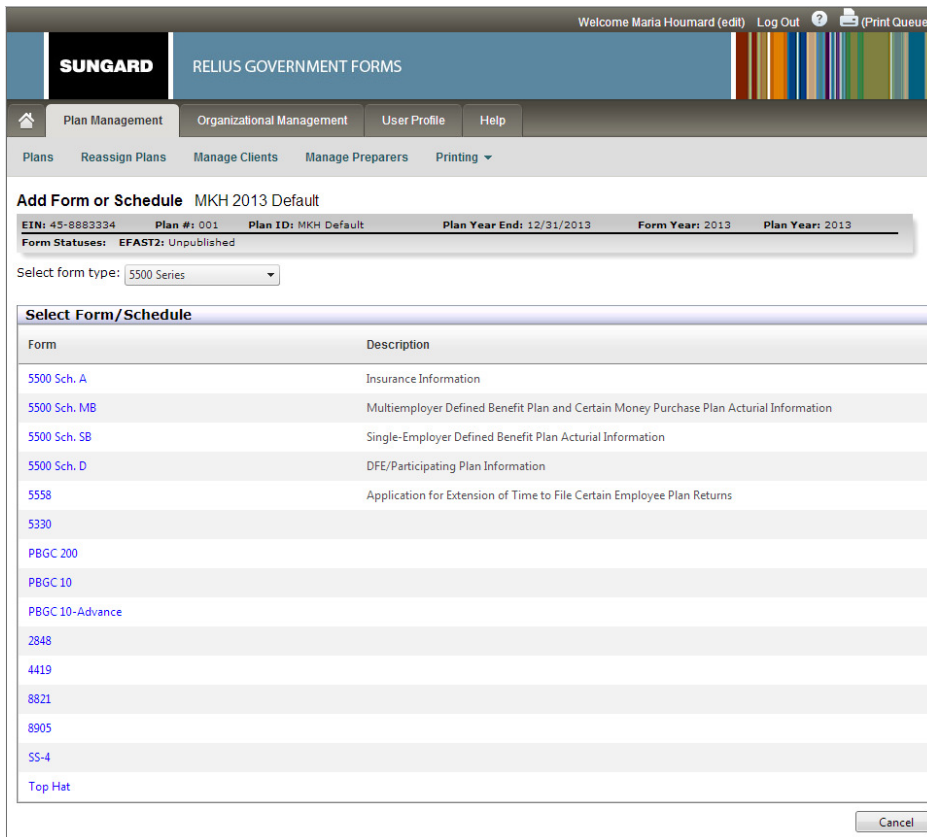 Welcome Maria Houmard (edit) Log Out ? (Print Queue
SUNGARD RELIUS GOVERNMENT FORMS
Plan Management Organizational Management User Profile Help
Plans Reassign Plans Manage Clients Manage Preparers Printing
Add Form or Schedule MKH 2013 Default
EIN: 45-8883334 Plan #: 001 Plan ID: MKH Default Plan Year End: 12/31/2013 Form Year: 2013 Plan Year: 2013
Form Statuses: EFAST2: Unpublished
Select form type: 5500 Series
Select Form/Schedule
Form Description
5500 Sch. A Insurance Information
5500 Sch. MB Multiemployer Defined Benefit Plan and Certain Money Purchase Plan Acturial Information
5500 Sch. SB Single-Employer Defined Benefit Plan Acturial Information
5500 Sch. D DFE/Participating Plan Information
5558 Application for Extension of Time to File Certain Employee Plan Returns
5330
PBGC 200
PBGC 10
PBGC 10-Advance
2848
4419
8821
8905
SS-4
Top Hat
Cancel